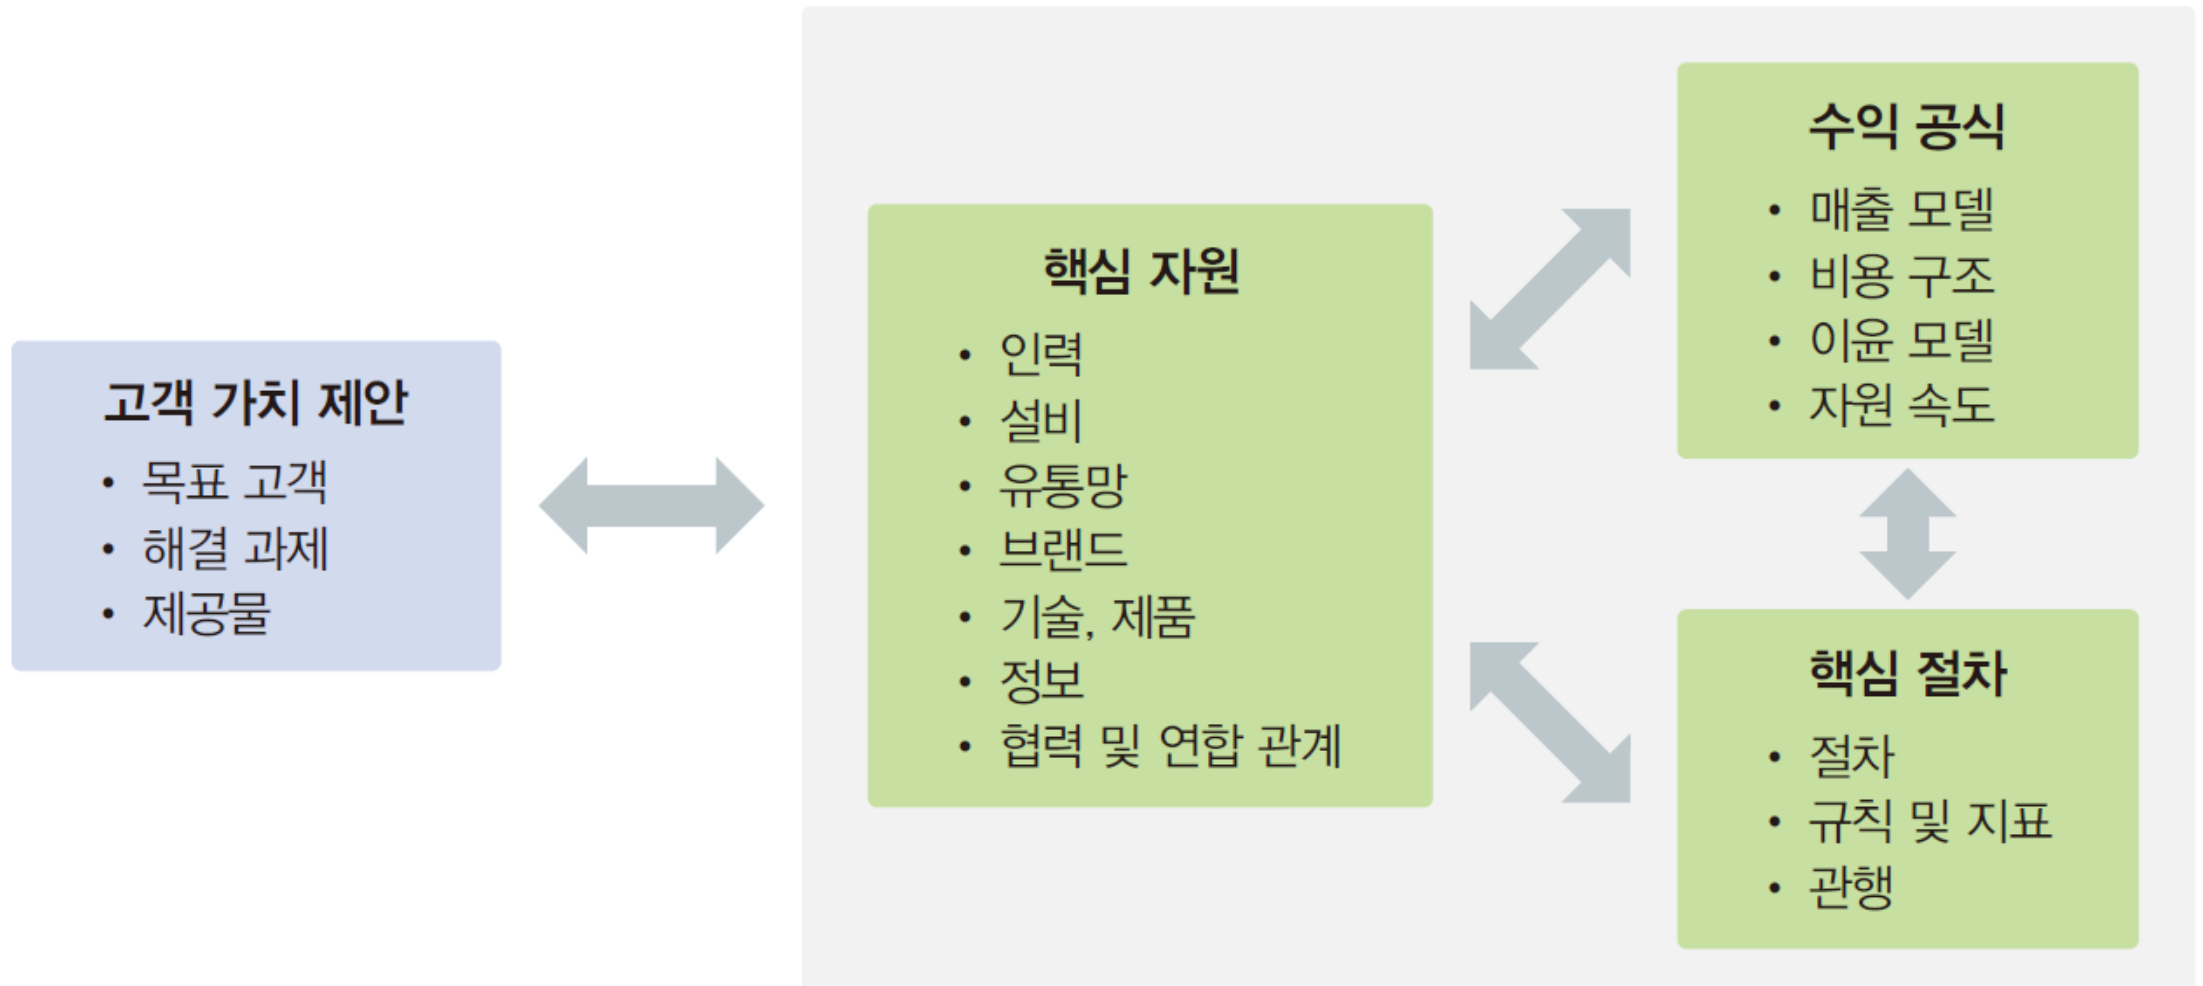 고객 가치 제안
• 목표 고객
• 해결 과제
• 제공물
핵심 자원
• 인력
• 설비
• 유통망
• 브랜드
• 기술, 제품
• 정보
• 협력 및 연합 관계
수익 공식
• 매출 모델
• 비용 구조
• 이윤 모델
• 자원 속도
핵심 절차
• 절차
• 규칙 및 지표
• 관행